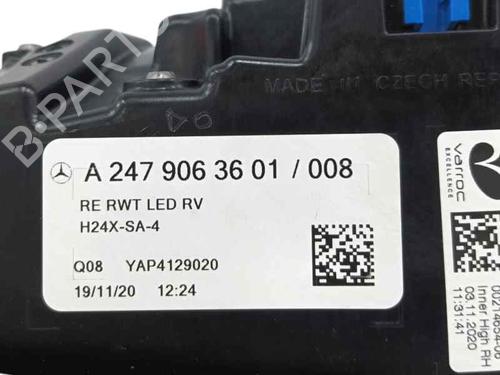 B-PARTS
MADE IN CZECH REP
A 247 906 36 01 / 008
RE RWT LED RV
H24X-SA-4
Q08 YAP4129020
19/11/20 12:24
varroc
EXCELLENCE
03.11.2020
Inner High RH
11:31:41